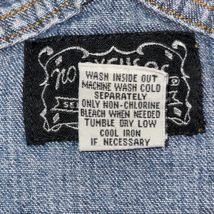 no
WASH INSIDE OUT
MACHINE WASH COLD
SEPARATELY
ONLY NON-CHLORINE
BLEACH WHEN NEEDED
TUMBLE DRY LOW
COOL IRON
IF NECESSARY